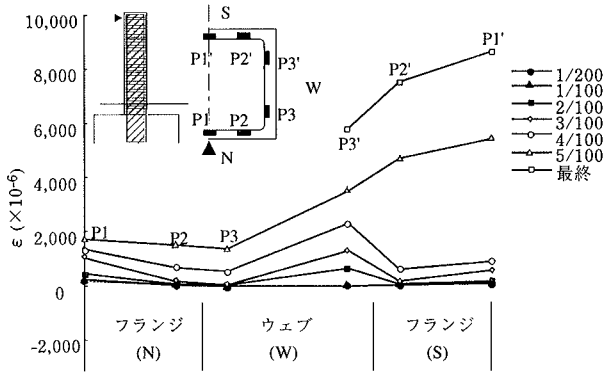 10,000
8,000
6,000
4,000
2,000
0
-2,000
ε (×10⁻⁶)
S
P1' P2'
P3'
W
P1 P2
P3
N
P1'
P2'
P3'
P1
P2
P3
1/200
1/100
2/100
3/100
4/100
5/100
最終
フランジ
(N)
ウェブ
(W)
フランジ
(S)